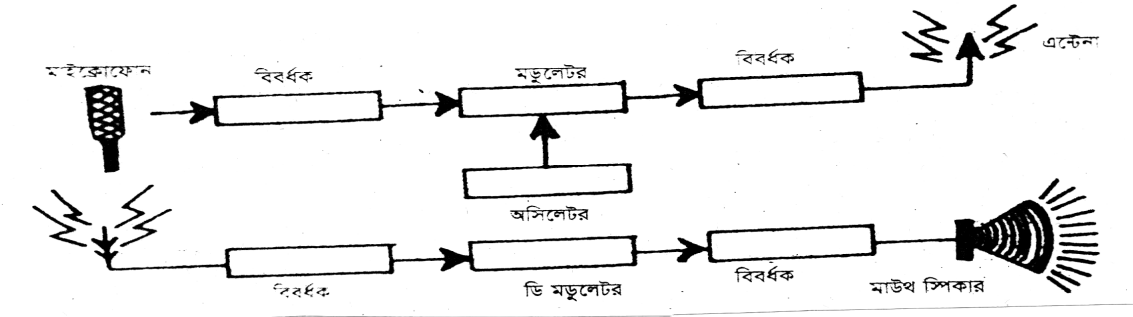 মাইক্রোফোন
বিবর্ধক
মডুলেটর
বিবর্ধক
এন্টেনা
অসিলেটর
বিবর্ধক
ডি মডুলেটর
বিবর্ধক
মাউথ স্পিকার